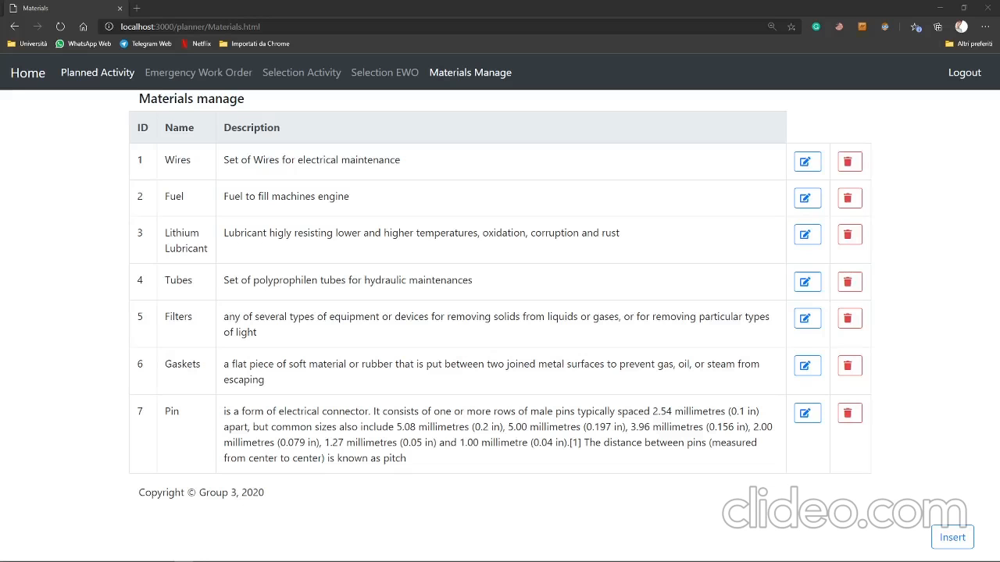 Materials
localhost:3000/planner/Materials.html
Università WhatsApp Web Telegram Web Netflix Importati da Chrome Altri preferiti
Home Planned Activity Emergency Work Order Selection Activity Selection EWO Materials Manage Logout
Materials manage
ID Name Description
1 Wires Set of Wires for electrical maintenance
2 Fuel Fuel to fill machines engine
3 Lithium Lubricant higly resisting lower and higher temperatures, oxidation, corruption and rust
Lubricant
4 Tubes Set of polyprophilen tubes for hydraulic maintenances
5 Filters any of several types of equipment or devices for removing solids from liquids or gases, or for removing particular types
of light
6 Gaskets a flat piece of soft material or rubber that is put between two joined metal surfaces to prevent gas, oil, or steam from
escaping
7 Pin is a form of electrical connector. It consists of one or more rows of male pins typically spaced 2.54 millimetres (0.1 in)
apart, but common sizes also include 5.08 millimetres (0.2 in), 5.00 millimetres (0.197 in), 3.96 millimetres (0.156 in), 2.00
millimetres (0.079 in), 1.27 millimetres (0.05 in) and 1.00 millimetre (0.04 in).[1] The distance between pins (measured
from center to center) is known as pitch
Copyright © Group 3, 2020
clideo.com
Insert